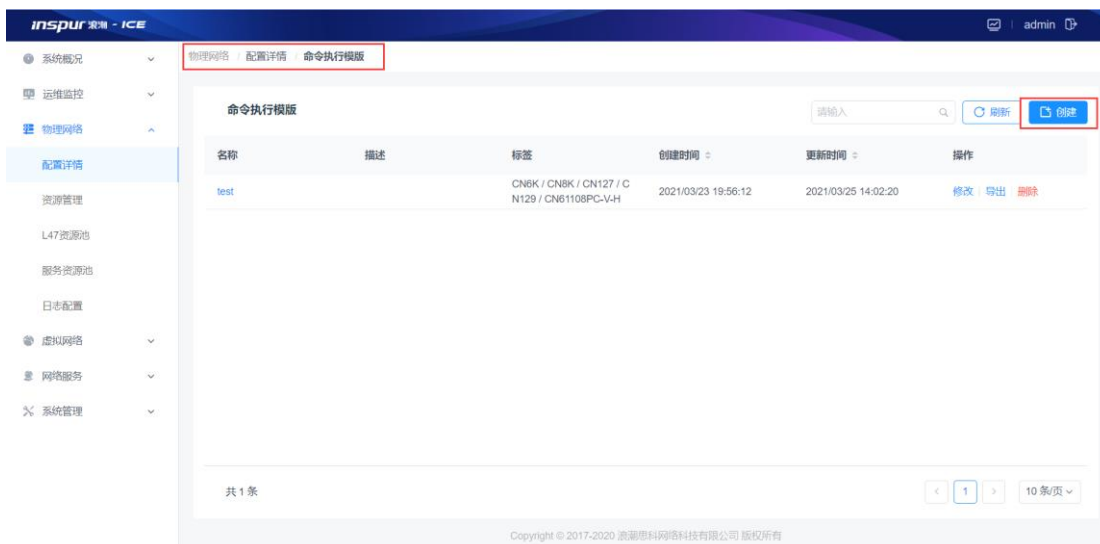 inspur 浪潮 - ICE
admin
系统概况
运维监控
物理网络
配置详情
资源管理
L47资源池
服务资源池
日志配置
虚拟网络
网络服务
系统管理
物理网络 / 配置详情 / 命令执行模版
命令执行模版
请输入
刷新
创建
名称 描述 标签 创建时间 更新时间 操作
test CN6K / CN8K / CN127 / C 2021/03/23 19:56:12 2021/03/25 14:02:20 修改 导出 删除
N129 / CN61108PC-V-H
共 1 条
1
10 条/页
Copyright © 2017-2020 浪潮思科网络科技有限公司 版权所有